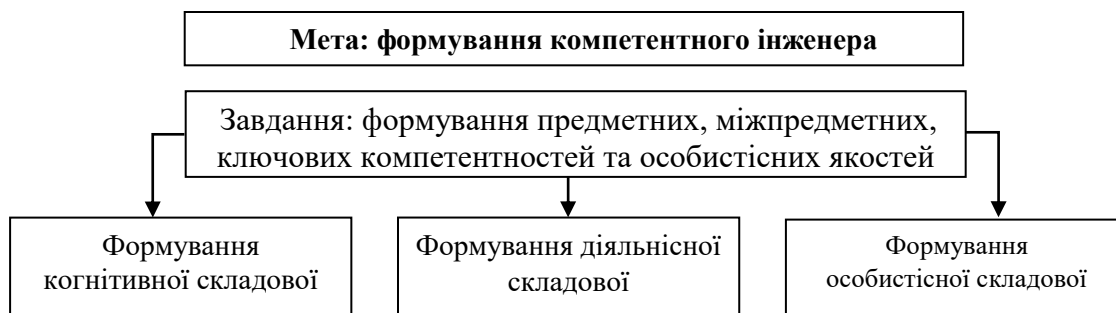 Мета: формування компетентного інженера
Завдання: формування предметних, міжпредметних,
ключових компетентностей та особистісних якостей
Формування
когнітивної складової
Формування діяльнісної
складової
Формування
особистісної складової